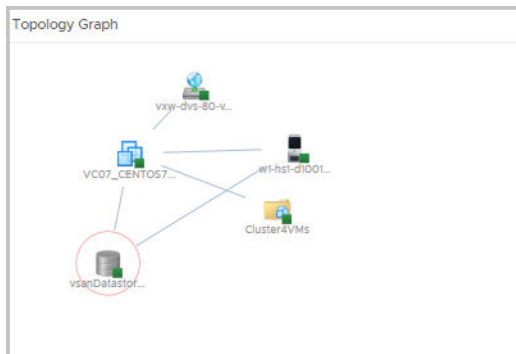 Topology Graph
vxw-dvs-80-v...
VC07_CENTOS7...
w1-hs1-d1001...
Cluster4VMs
vsanDatastor...